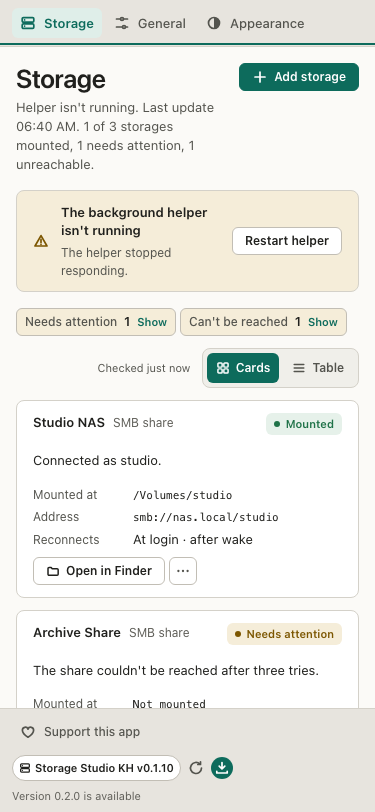 Storage General Appearance
Storage
Add storage
Helper isn't running. Last update
06:40 AM. 1 of 3 storages
mounted, 1 needs attention, 1
unreachable.
The background helper
isn't running
The helper stopped
responding.
Restart helper
Needs attention 1 Show Can't be reached 1 Show
Checked just now Cards Table
Studio NAS SMB share Mounted
Connected as studio.
Mounted at /Volumes/studio
Address smb://nas.local/studio
Reconnects At login · after wake
Open in Finder ···
Archive Share SMB share Needs attention
The share couldn't be reached after three tries.
Mounted at Not mounted
Support this app
Storage Studio KH v0.1.10
Version 0.2.0 is available